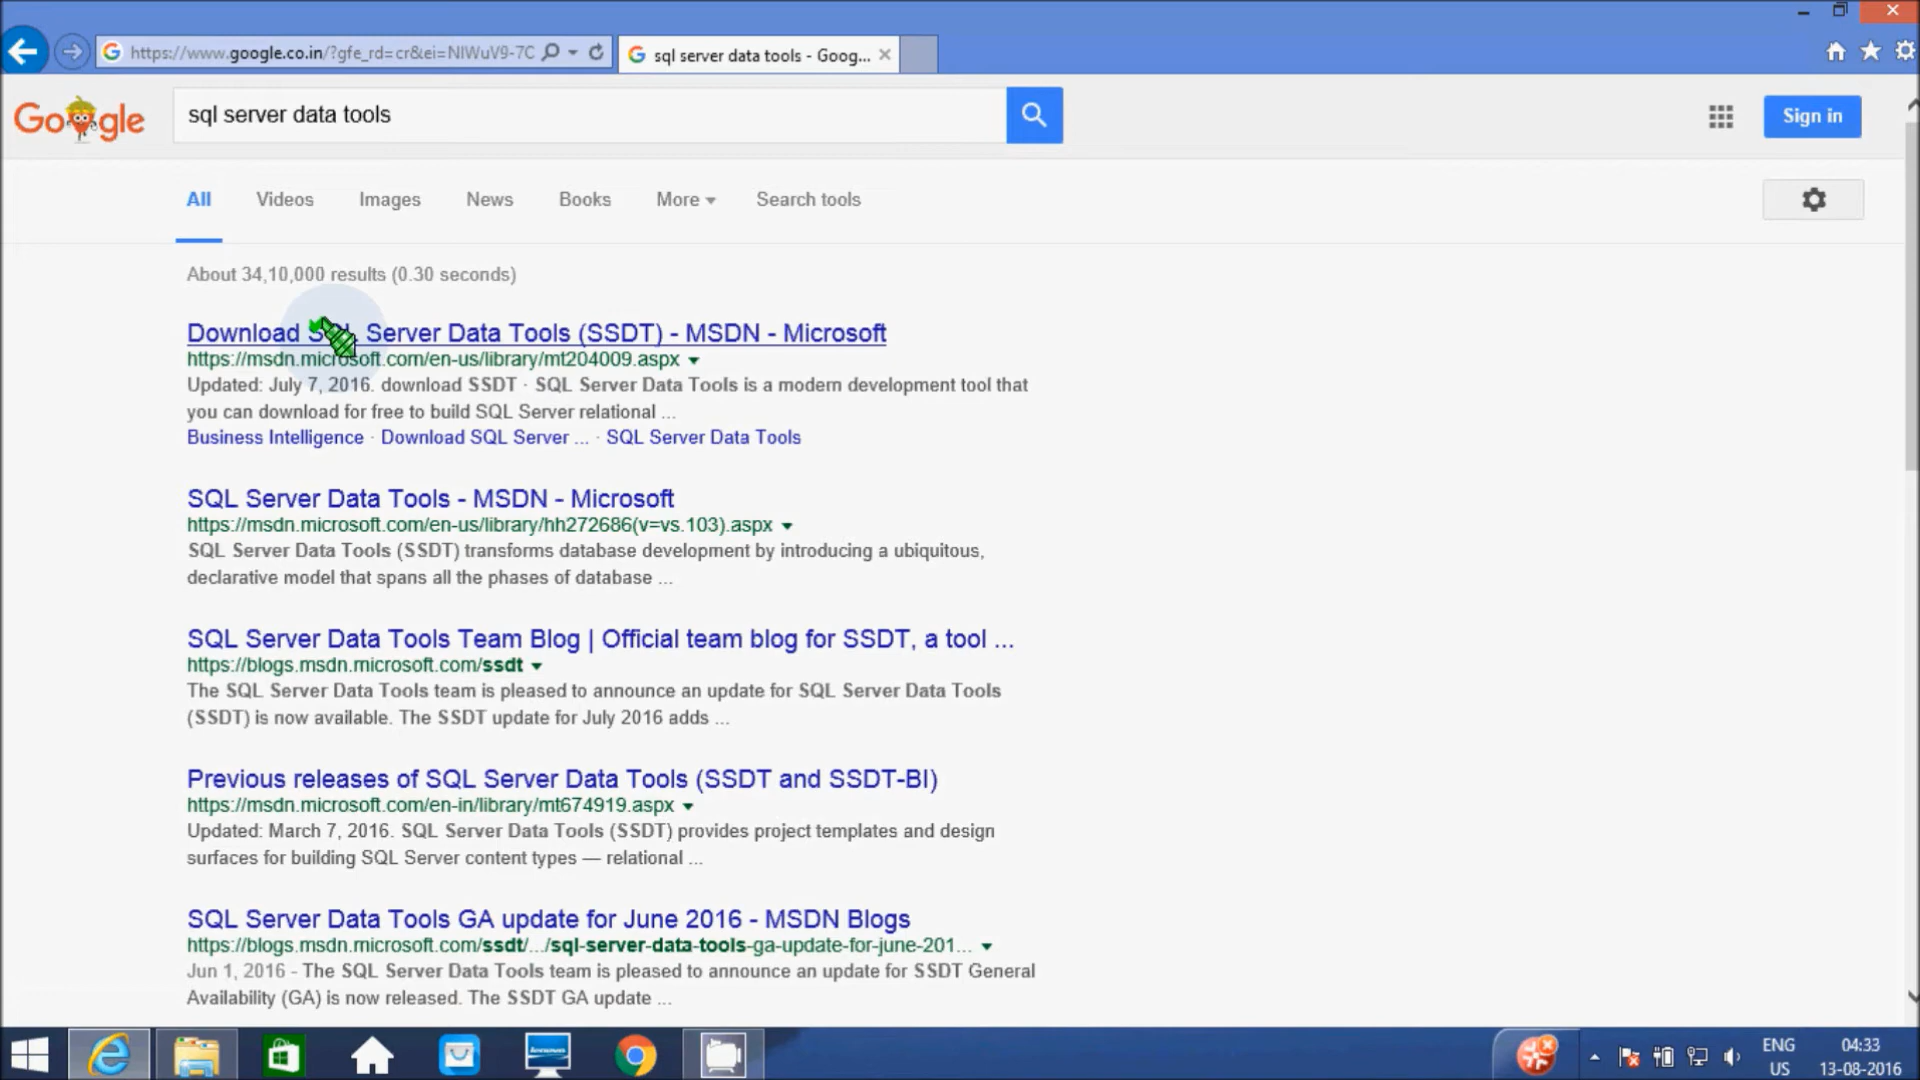 https://www.google.co.in/?gfe_rd=cr&ei=NIWuV9-7C
sql server data tools - Goog...
Google
sql server data tools
Sign in
All
Videos
Images
News
Books
More
Search tools
About 34,10,000 results (0.30 seconds)
Download SQL Server Data Tools (SSDT) - MSDN - Microsoft
https://msdn.microsoft.com/en-us/library/mt204009.aspx
Updated: July 7, 2016. download SSDT · SQL Server Data Tools is a modern development tool that
you can download for free to build SQL Server relational ...
Business Intelligence · Download SQL Server ... · SQL Server Data Tools
SQL Server Data Tools - MSDN - Microsoft
https://msdn.microsoft.com/en-us/library/hh272686(v=vs.103).aspx
SQL Server Data Tools (SSDT) transforms database development by introducing a ubiquitous,
declarative model that spans all the phases of database ...
SQL Server Data Tools Team Blog | Official team blog for SSDT, a tool ...
https://blogs.msdn.microsoft.com/ssdt
The SQL Server Data Tools team is pleased to announce an update for SQL Server Data Tools
(SSDT) is now available. The SSDT update for July 2016 adds ...
Previous releases of SQL Server Data Tools (SSDT and SSDT-BI)
https://msdn.microsoft.com/en-in/library/mt674919.aspx
Updated: March 7, 2016. SQL Server Data Tools (SSDT) provides project templates and design
surfaces for building SQL Server content types — relational ...
SQL Server Data Tools GA update for June 2016 - MSDN Blogs
https://blogs.msdn.microsoft.com/ssdt/.../sql-server-data-tools-ga-update-for-june-201...
Jun 1, 2016 - The SQL Server Data Tools team is pleased to announce an update for SSDT General
Availability (GA) is now released. The SSDT GA update ...
ENG
US
04:33
13-08-2016